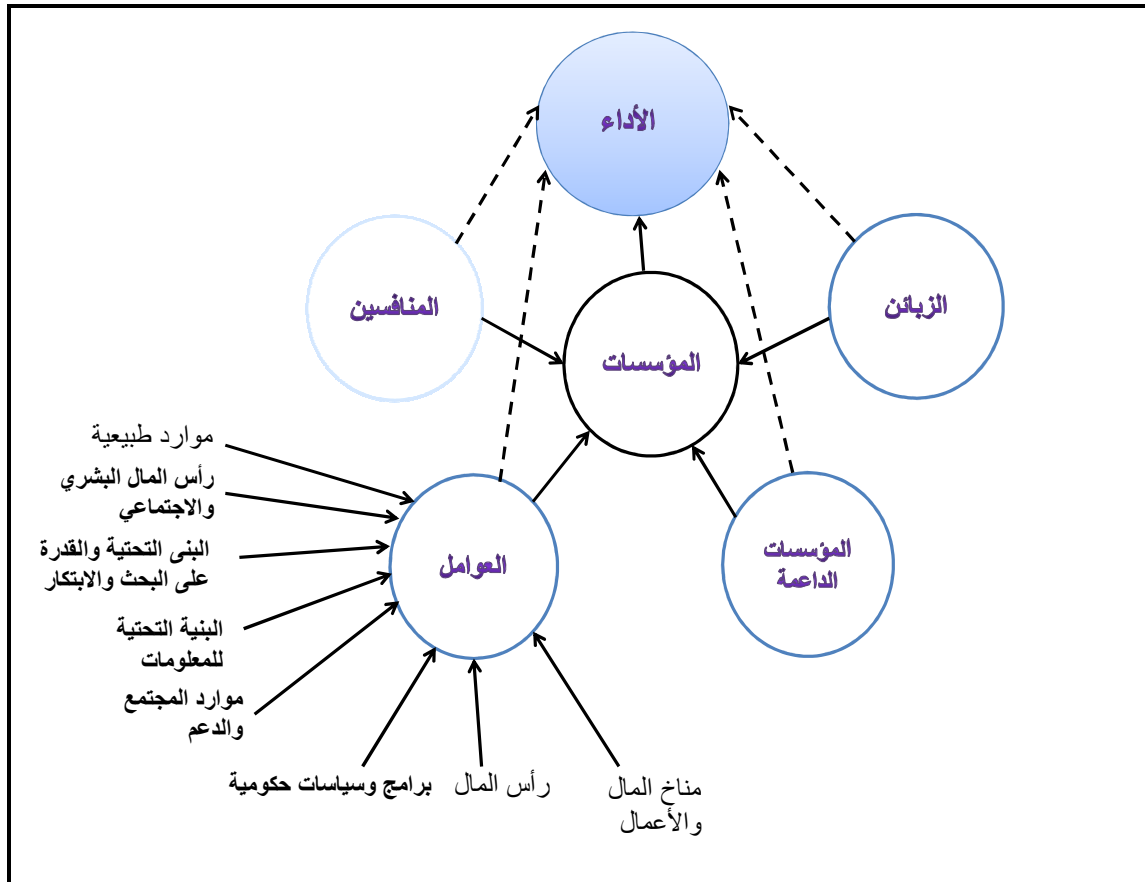 الأداء
المنافسين
الزبائن
المؤسسات
موارد طبيعية
رأس المال البشري
والاجتماعي
البنى التحتية والقدرة
على البحث والابتكار
البنية التحتية
للمعلومات
موارد المجتمع
والدعم
العوامل
المؤسسات
الداعمة
برامج وسياسات حكومية
رأس المال
مناخ المال
والأعمال